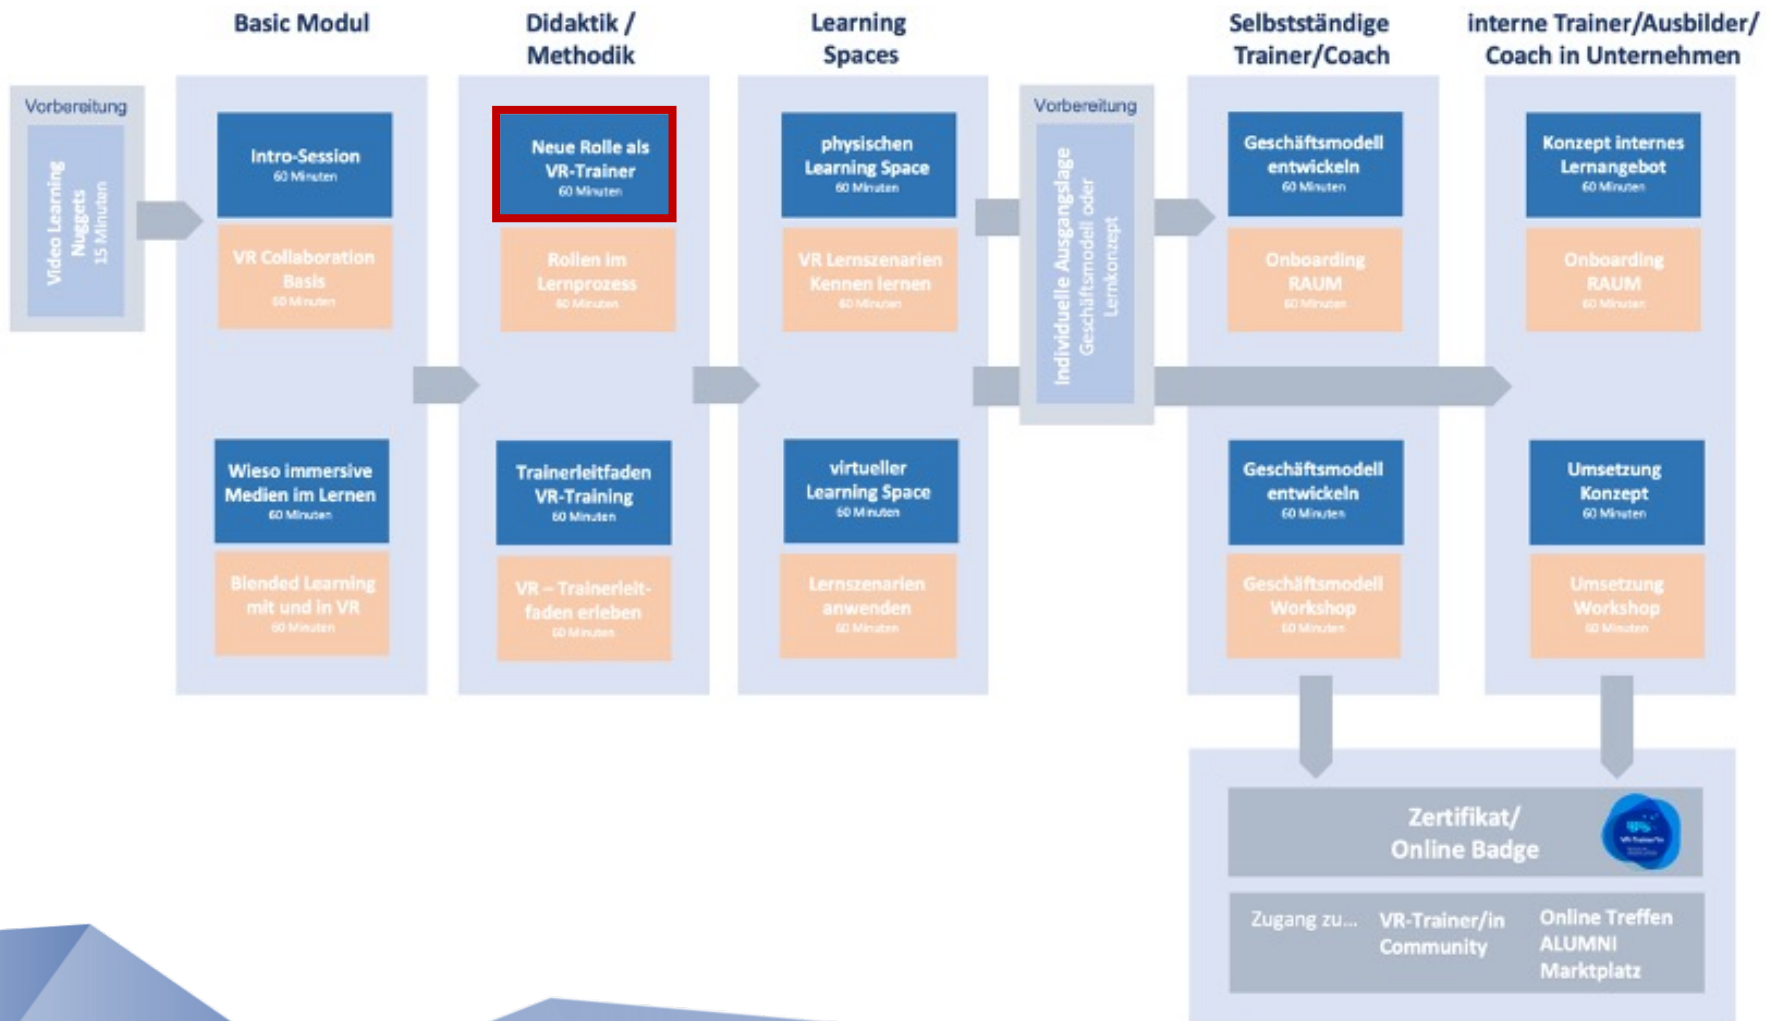 Basic Modul
Didaktik /
Methodik
Learning
Spaces
Selbstständige
Trainer/Coach
interne Trainer/Ausbilder/
Coach in Unternehmen
Vorbereitung
Video Learning
Nuggets
15 Minuten
Intro-Session
60 Minuten
VR Collaboration
Basis
60 Minuten
Wieso immersive
Medien im Lernen
60 Minuten
Blended Learning
mit und in VR
60 Minuten
Neue Rolle als
VR-Trainer
60 Minuten
Rollen im
Lernprozess
60 Minuten
Trainerleitfaden
VR-Training
60 Minuten
VR – Trainerleit-
faden erleben
60 Minuten
physischen
Learning Space
60 Minuten
VR Lernszenarien
Kennen lernen
60 Minuten
virtueller
Learning Space
60 Minuten
Lernszenarien
anwenden
60 Minuten
Vorbereitung
Individuelle Ausgangslage
Geschäftsmodell oder
Lernkonzept
Geschäftsmodell
entwickeln
60 Minuten
Onboarding
RAUM
60 Minuten
Geschäftsmodell
entwickeln
60 Minuten
Geschäftsmodell
Workshop
60 Minuten
Konzept internes
Lernangebot
60 Minuten
Onboarding
RAUM
60 Minuten
Umsetzung
Konzept
60 Minuten
Umsetzung
Workshop
60 Minuten
Zertifikat/
Online Badge
VR-Trainer*in
Zugang zu...
VR-Trainer/in
Community
Online Treffen
ALUMNI
Marktplatz